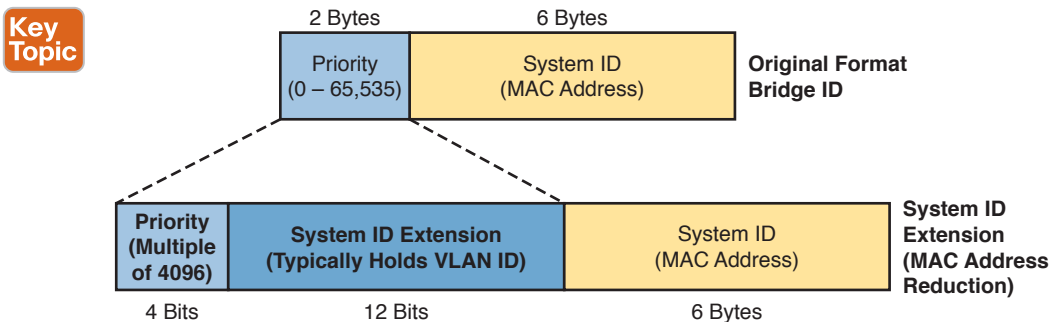 Key
Topic
2 Bytes
6 Bytes
Priority
(0 – 65,535)
System ID
(MAC Address)
Original Format
Bridge ID
Priority
(Multiple
of 4096)
System ID Extension
(Typically Holds VLAN ID)
System ID
(MAC Address)
System ID
Extension
(MAC Address
Reduction)
4 Bits
12 Bits
6 Bytes